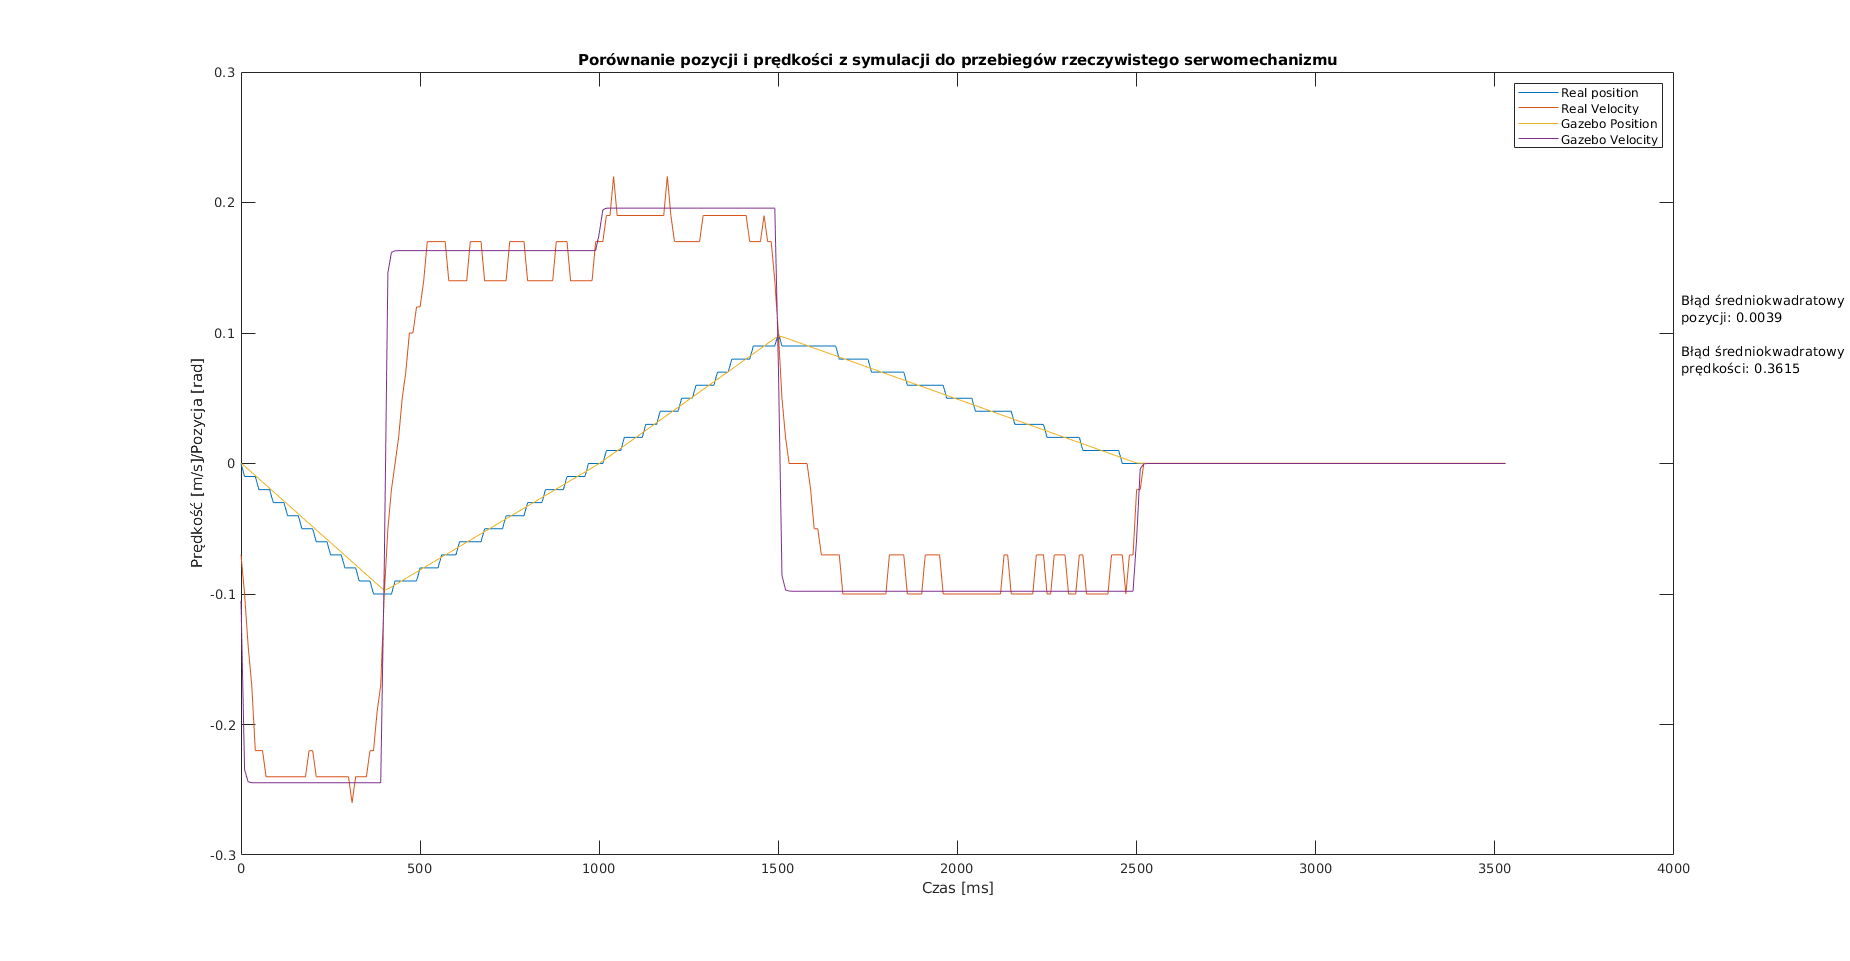 Porównanie pozycji i prędkości z symulacji do przebiegów rzeczywistego serwomechanizmu
0.3
0.2
0.1
0
-0.1
-0.2
-0.3
Prędkość [m/s]/Pozycja [rad]
0 500 1000 1500 2000 2500 3000 3500 4000
Czas [ms]
Real position
Real Velocity
Gazebo Position
Gazebo Velocity
Błąd średniokwadratowy
pozycji: 0.0039
Błąd średniokwadratowy
prędkości: 0.3615